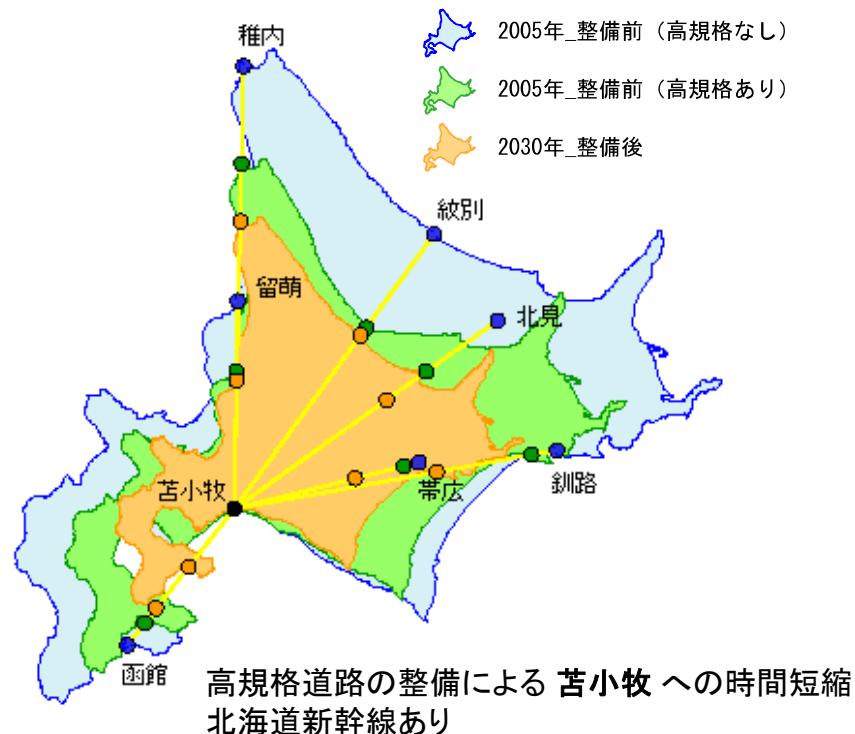 稚内
2005年_整備前（高規格なし）
2005年_整備前（高規格あり）
2030年_整備後
紋別
留萌
北見
苫小牧
帯広
釧路
函館
高規格道路の整備による 苫小牧 への時間短縮
北海道新幹線あり